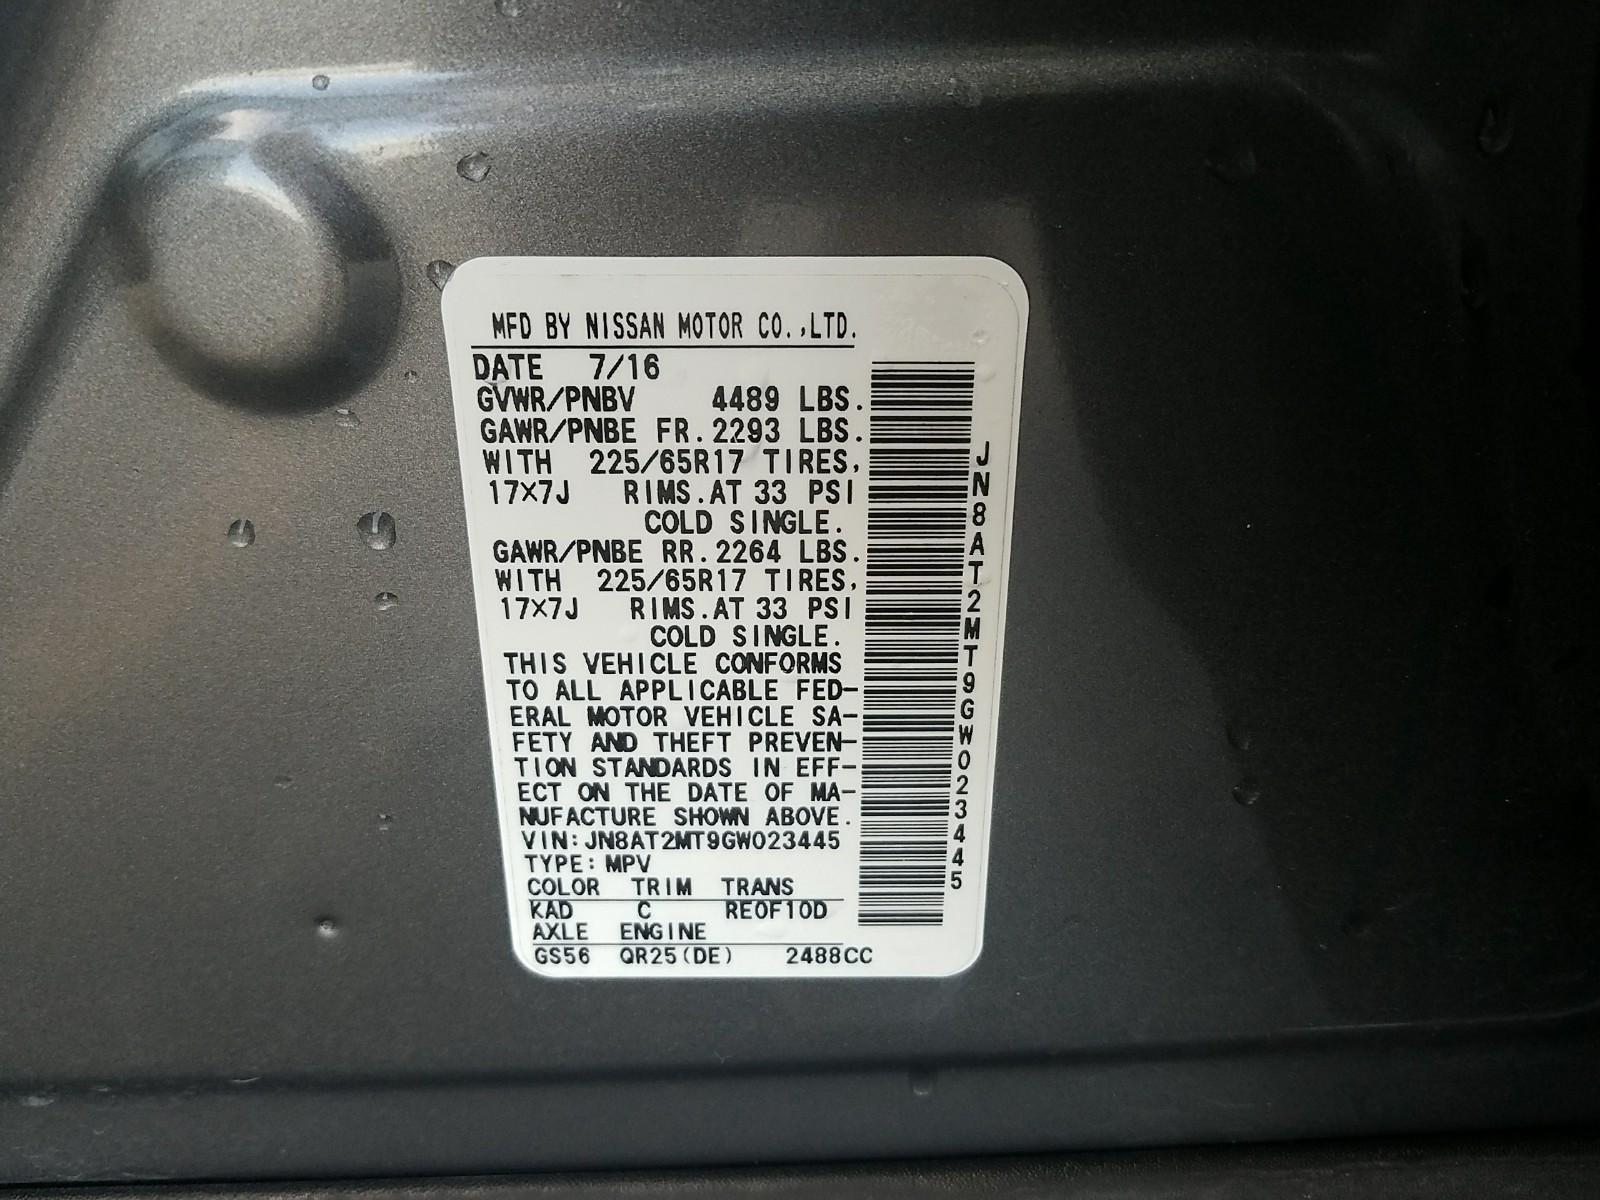 MFD BY NISSAN MOTOR CO.,LTD.
DATE 7/16
GVWR/PNBV 4489 LBS.
GAWR/PNBE FR.2293 LBS.
WITH 225/65R17 TIRES,
17×7J RIMS.AT 33 PSI
COLD SINGLE.
GAWR/PNBE RR.2264 LBS.
WITH 225/65R17 TIRES,
17×7J RIMS.AT 33 PSI
COLD SINGLE.
THIS VEHICLE CONFORMS
TO ALL APPLICABLE FED-
ERAL MOTOR VEHICLE SA-
FETY AND THEFT PREVEN-
TION STANDARDS IN EFF-
ECT ON THE DATE OF MA-
NUFACTURE SHOWN ABOVE.
VIN:JN8AT2MT9GW023445
TYPE:MPV
COLOR TRIM TRANS
KAD C RE0F10D
AXLE ENGINE
GS56 QR25(DE) 2488CC
JN8AT2MT9GW023445